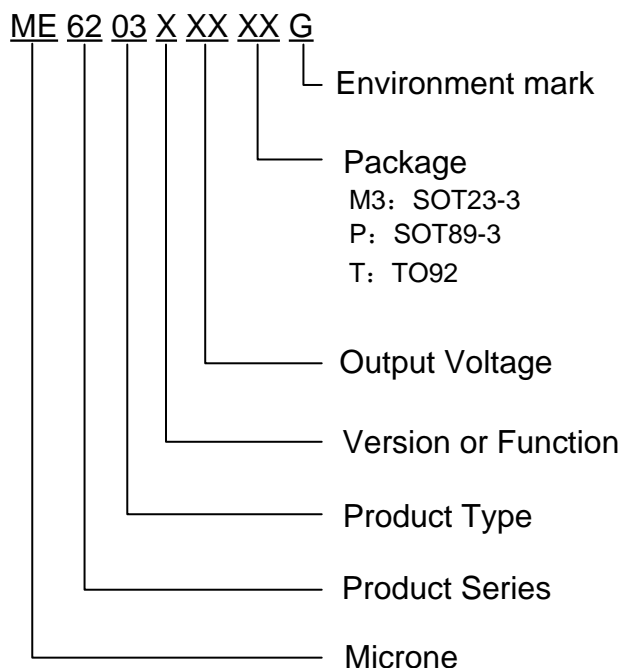 ME 62 03 X XX XX G
Environment mark
Package
M3：SOT23-3
P：SOT89-3
T：TO92
Output Voltage
Version or Function
Product Type
Product Series
Microne